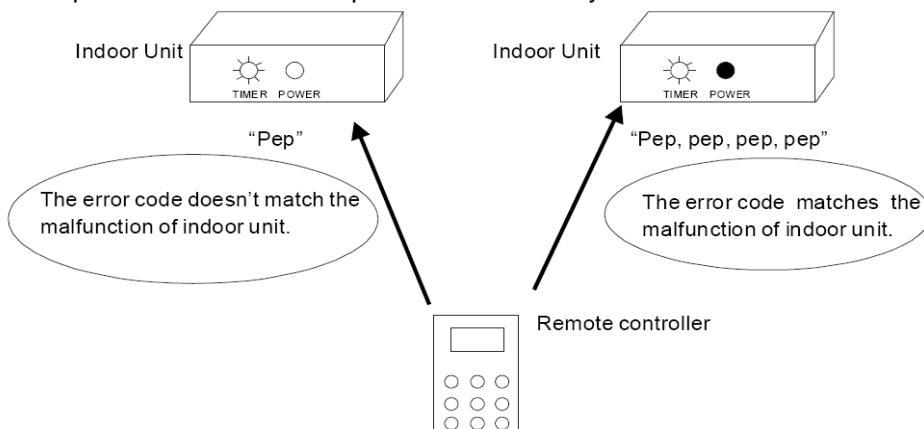 Indoor Unit
TIMER POWER
"Pep"
The error code doesn't match the
malfunction of indoor unit.
Indoor Unit
TIMER POWER
"Pep, pep, pep, pep"
The error code matches the
malfunction of indoor unit.
Remote controller